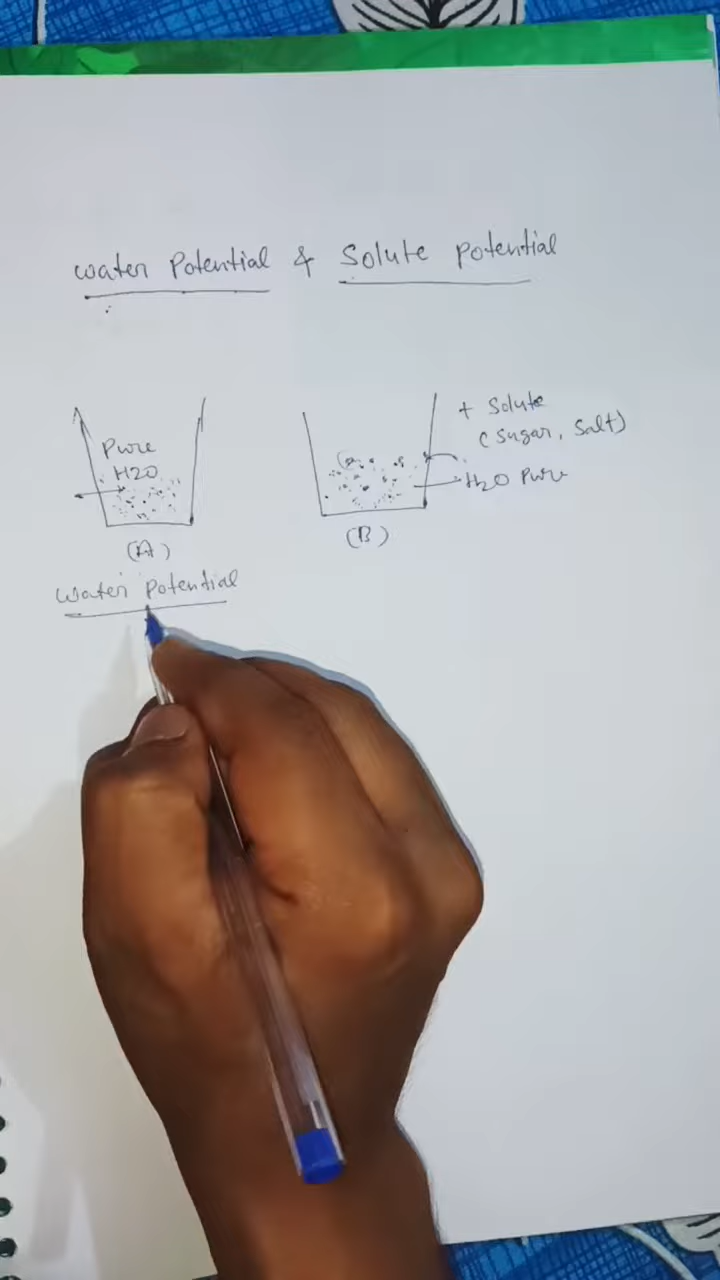 Water Potential & Solute Potential
Pure
H2O
(A)
+ Solute
(Sugar, Salt)
H2O Pure
(B)
Water Potential